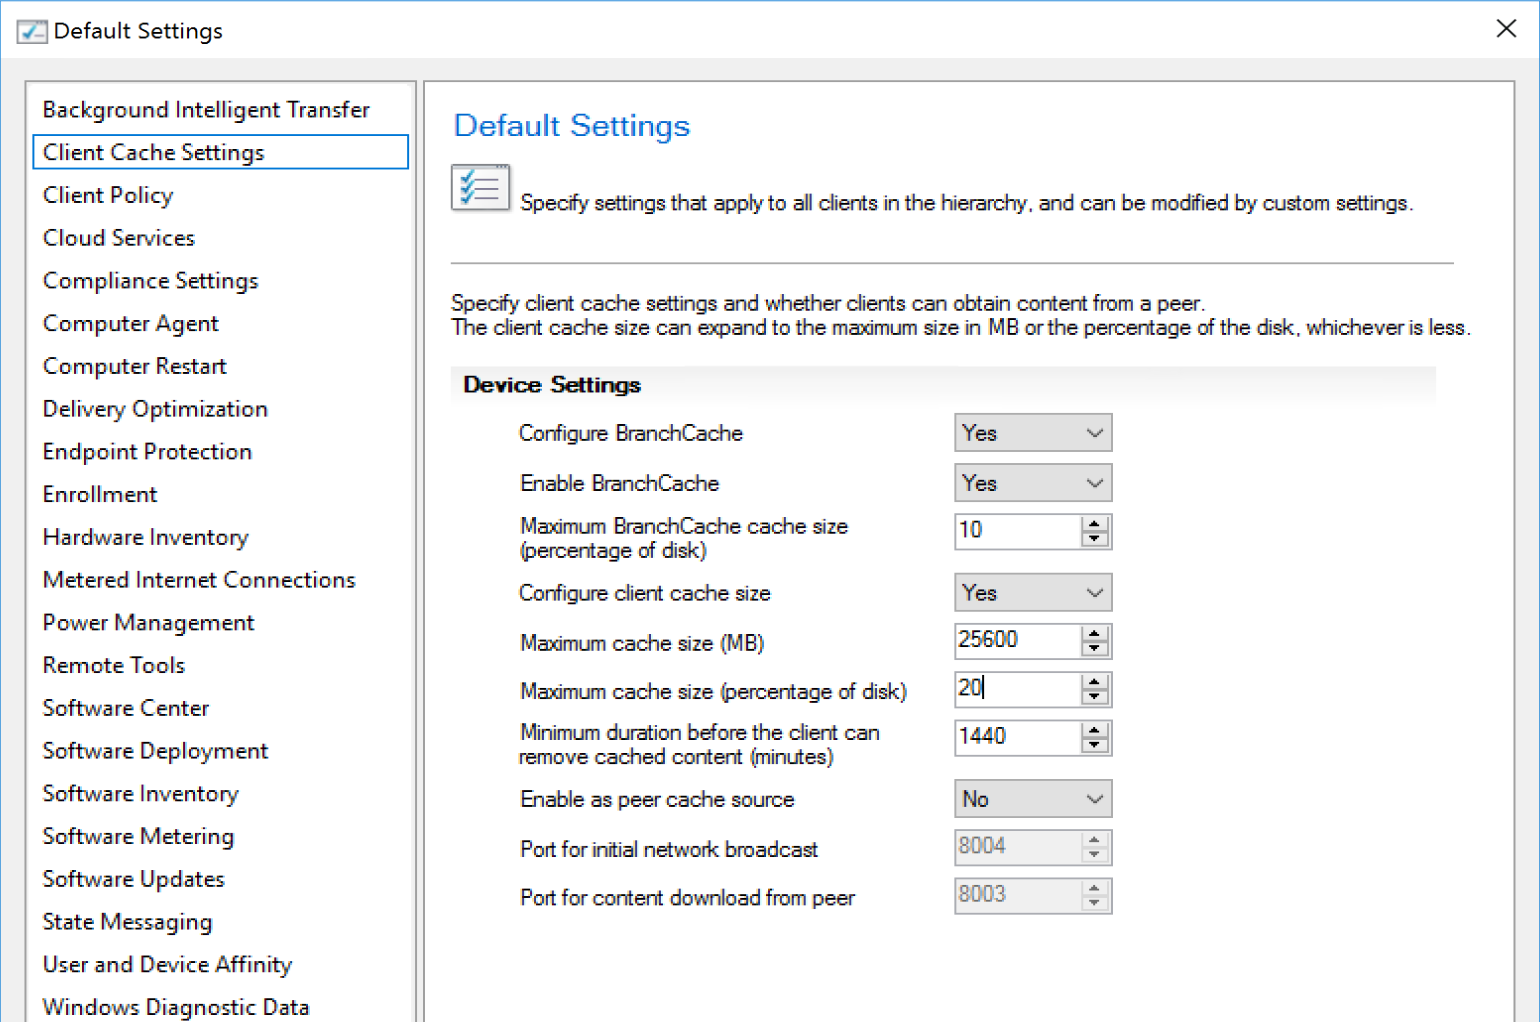 Default Settings
Background Intelligent Transfer
Client Cache Settings
Client Policy
Cloud Services
Compliance Settings
Computer Agent
Computer Restart
Delivery Optimization
Endpoint Protection
Enrollment
Hardware Inventory
Metered Internet Connections
Power Management
Remote Tools
Software Center
Software Deployment
Software Inventory
Software Metering
Software Updates
State Messaging
User and Device Affinity
Windows Diagnostic Data
Default Settings
Specify settings that apply to all clients in the hierarchy, and can be modified by custom settings.
Specify client cache settings and whether clients can obtain content from a peer.
The client cache size can expand to the maximum size in MB or the percentage of the disk, whichever is less.
Device Settings
Configure BranchCache Yes
Enable BranchCache Yes
Maximum BranchCache cache size 10
(percentage of disk)
Configure client cache size Yes
Maximum cache size (MB) 25600
Maximum cache size (percentage of disk) 20
Minimum duration before the client can 1440
remove cached content (minutes)
Enable as peer cache source No
Port for initial network broadcast 8004
Port for content download from peer 8003